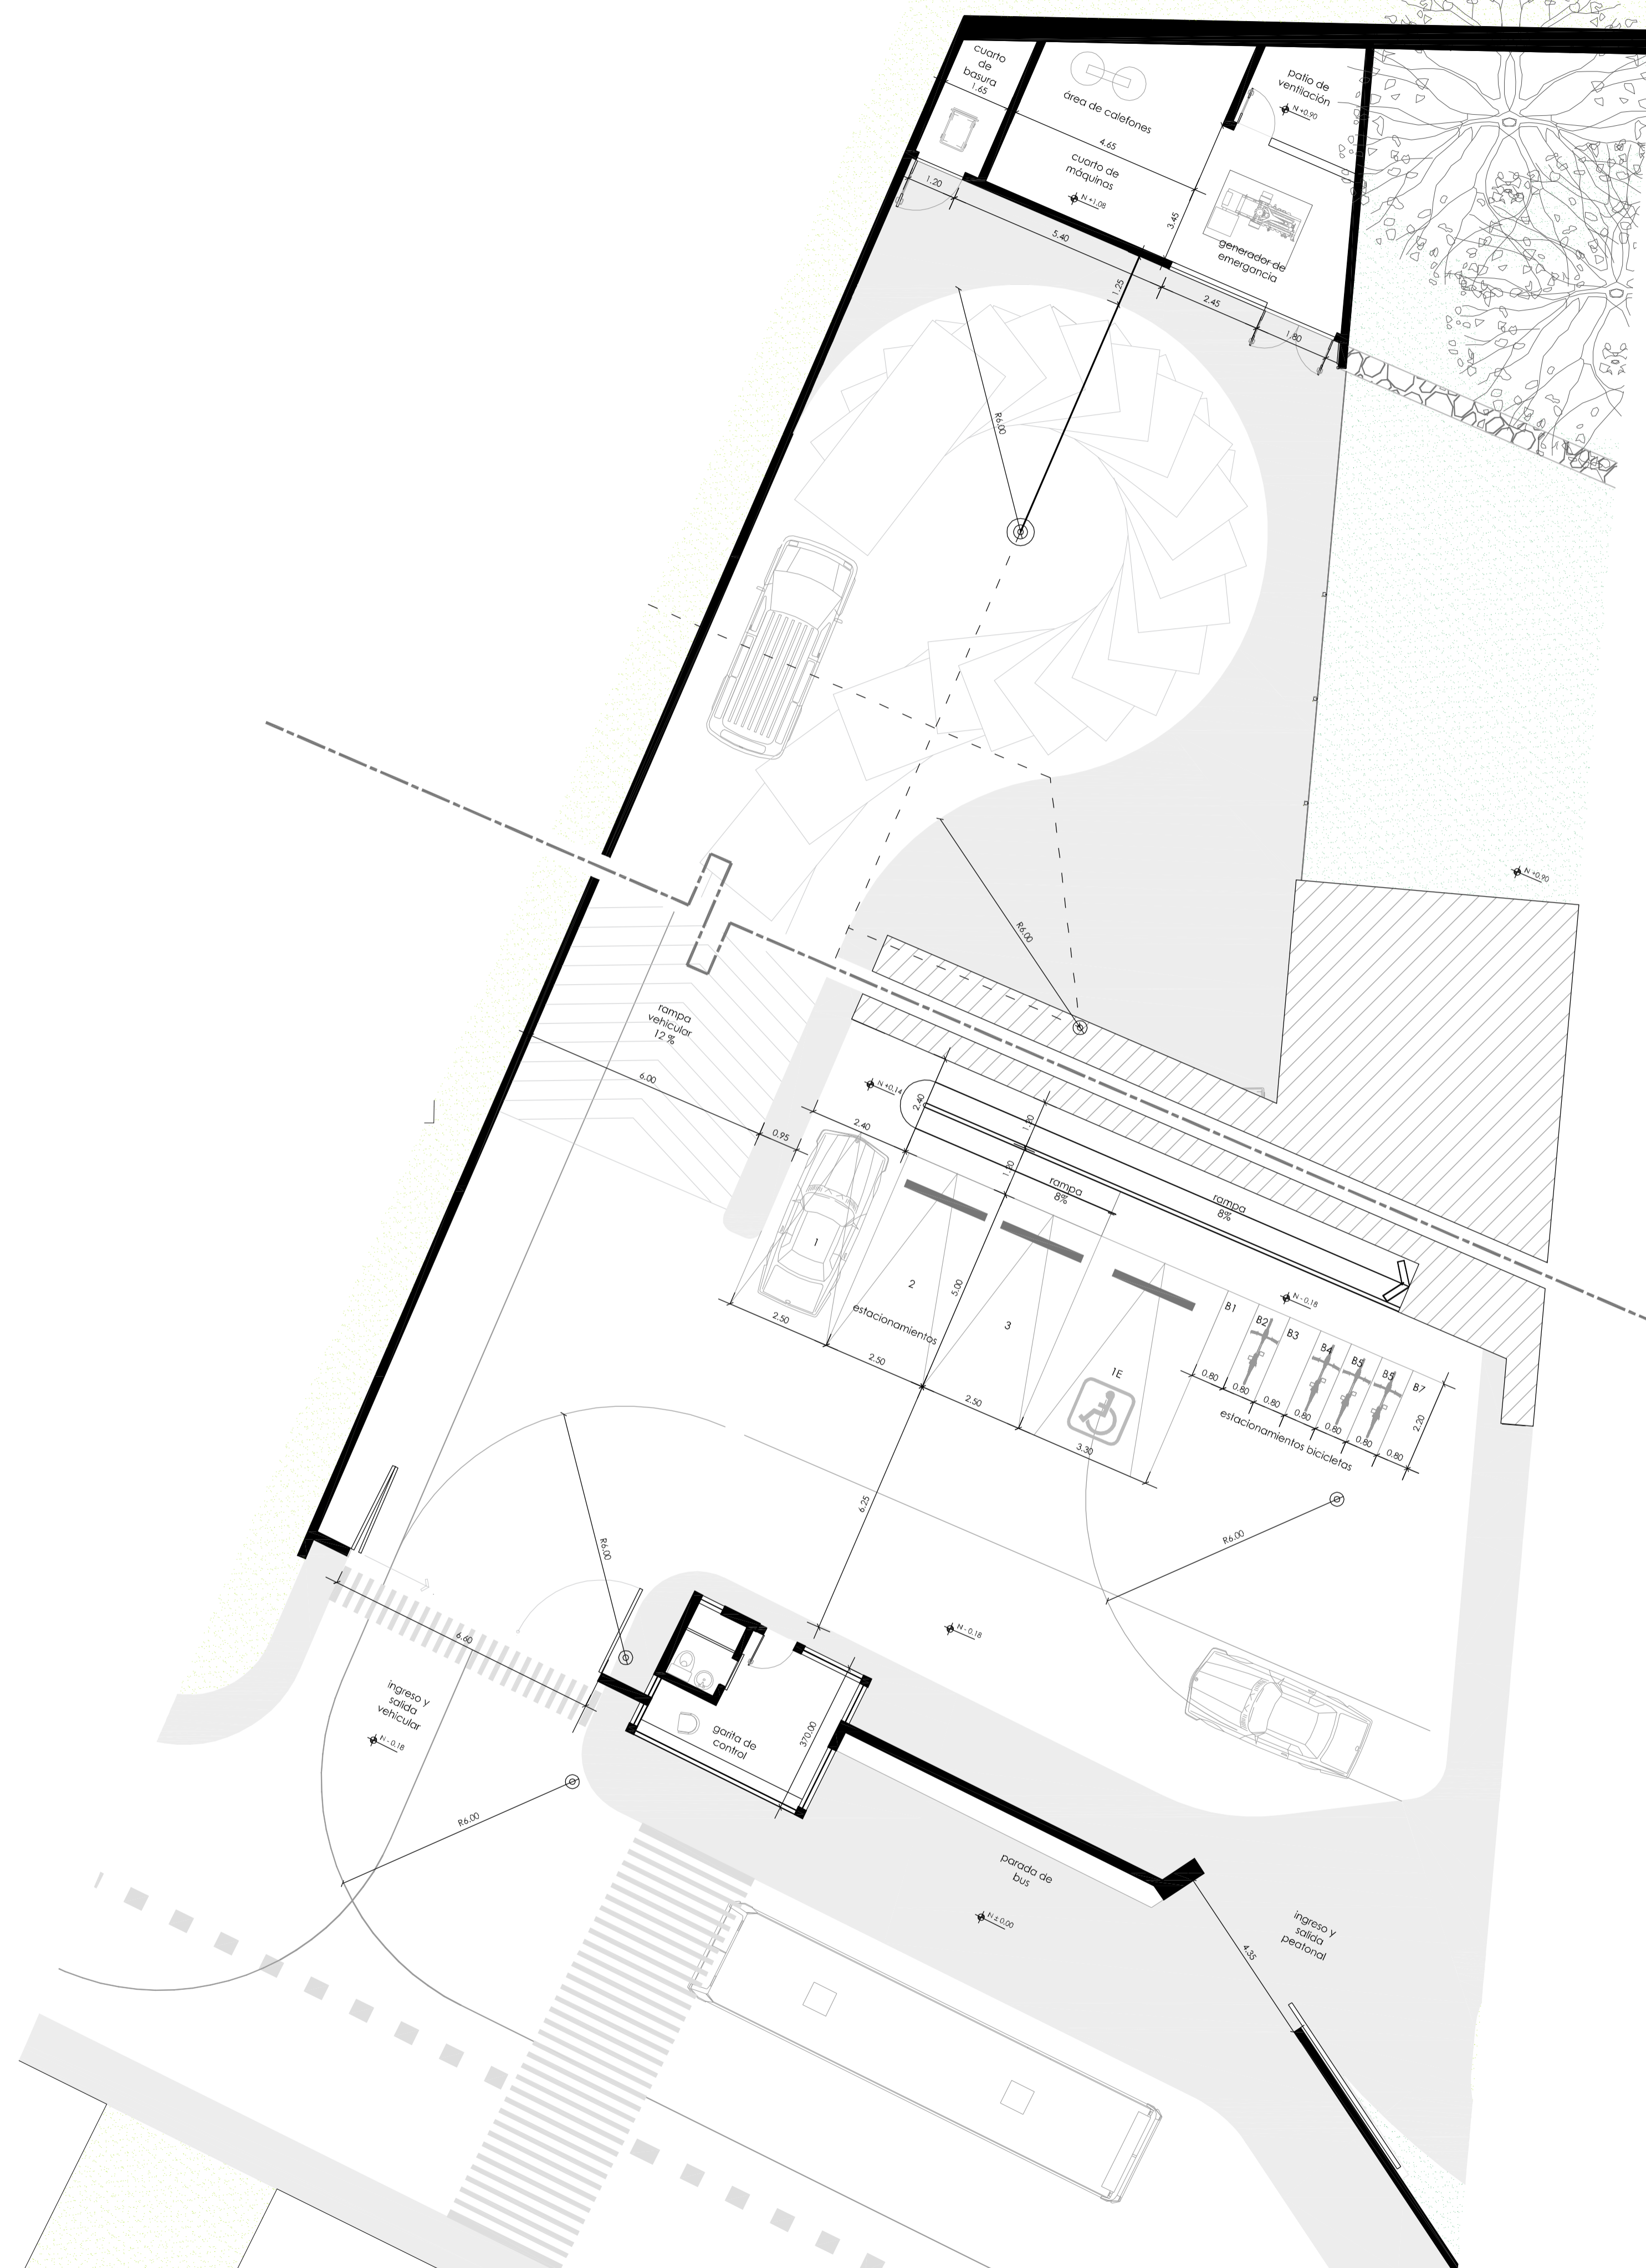 cuarto
de
basura
1.65
área de calefones
4.65
cuarto de
máquinas
N +1.08
patio de
ventilación
N +0.90
1.20
5.40
3.45
generador de
emergancia
1.25
2.45
1.80
R6.00
N +0.90
R6.00
rampa
vehicular
12 %
6.00
0.95
N +0.14
2.40
2.40
1.20
1.20
rampa
8%
rampa
8%
1
2
3
1E
5.00
estacionamientos
2.50
2.50
2.50
3.30
N - 0.18
B1
B2
B3
B4
B5
B5
B7
0.80
0.80
0.80
0.80
0.80
0.80
0.80
2.20
estacionamientos bicicletas
6.25
R6.00
R6.00
6.60
N - 0.18
ingreso y
salida
vehicular
N - 0.18
garita de
control
370.00
R6.00
parada de
bus
N ± 0.00
ingreso y
salida
peatonal
4.35